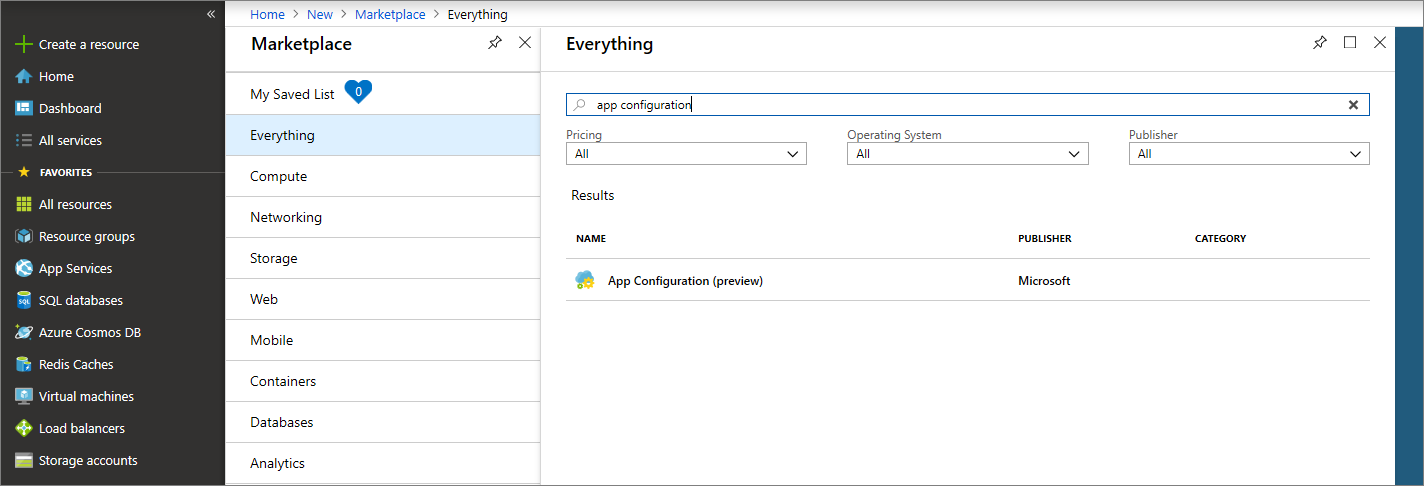 «
Create a resource
Home
Dashboard
All services
FAVORITES
All resources
Resource groups
App Services
SQL databases
Azure Cosmos DB
Redis Caches
Virtual machines
Load balancers
Storage accounts
Home > New > Marketplace > Everything
Marketplace
My Saved List 0
Everything
Compute
Networking
Storage
Web
Mobile
Containers
Databases
Analytics
Everything
app configuration
Pricing Operating System Publisher
All All All
Results
NAME PUBLISHER CATEGORY
App Configuration (preview) Microsoft
SQL